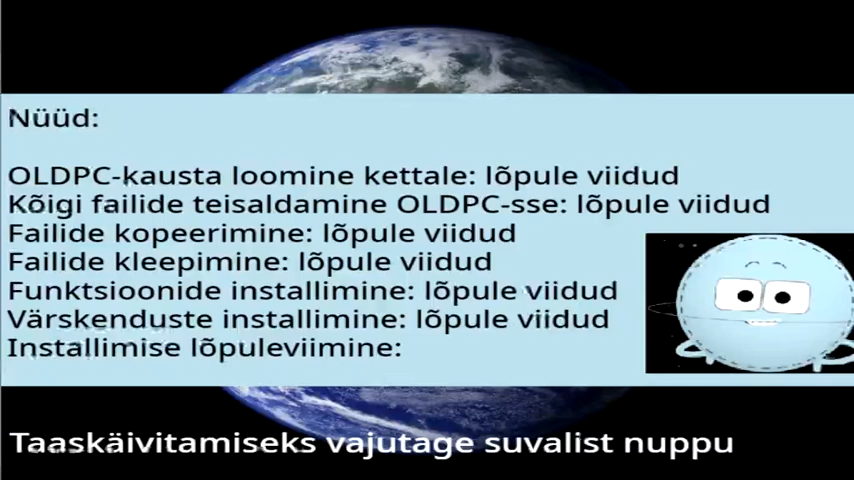 Nüüd:
OLDPC-kausta loomine kettale: lõpule viidud
Kõigi failide teisaldamine OLDPC-sse: lõpule viidud
Failide kopeerimine: lõpule viidud
Failide kleepimine: lõpule viidud
Funktsioonide installimine: lõpule viidud
Värskenduste installimine: lõpule viidud
Installimise lõpuleviimine:
Taaskäivitamiseks vajutage suvalist nuppu